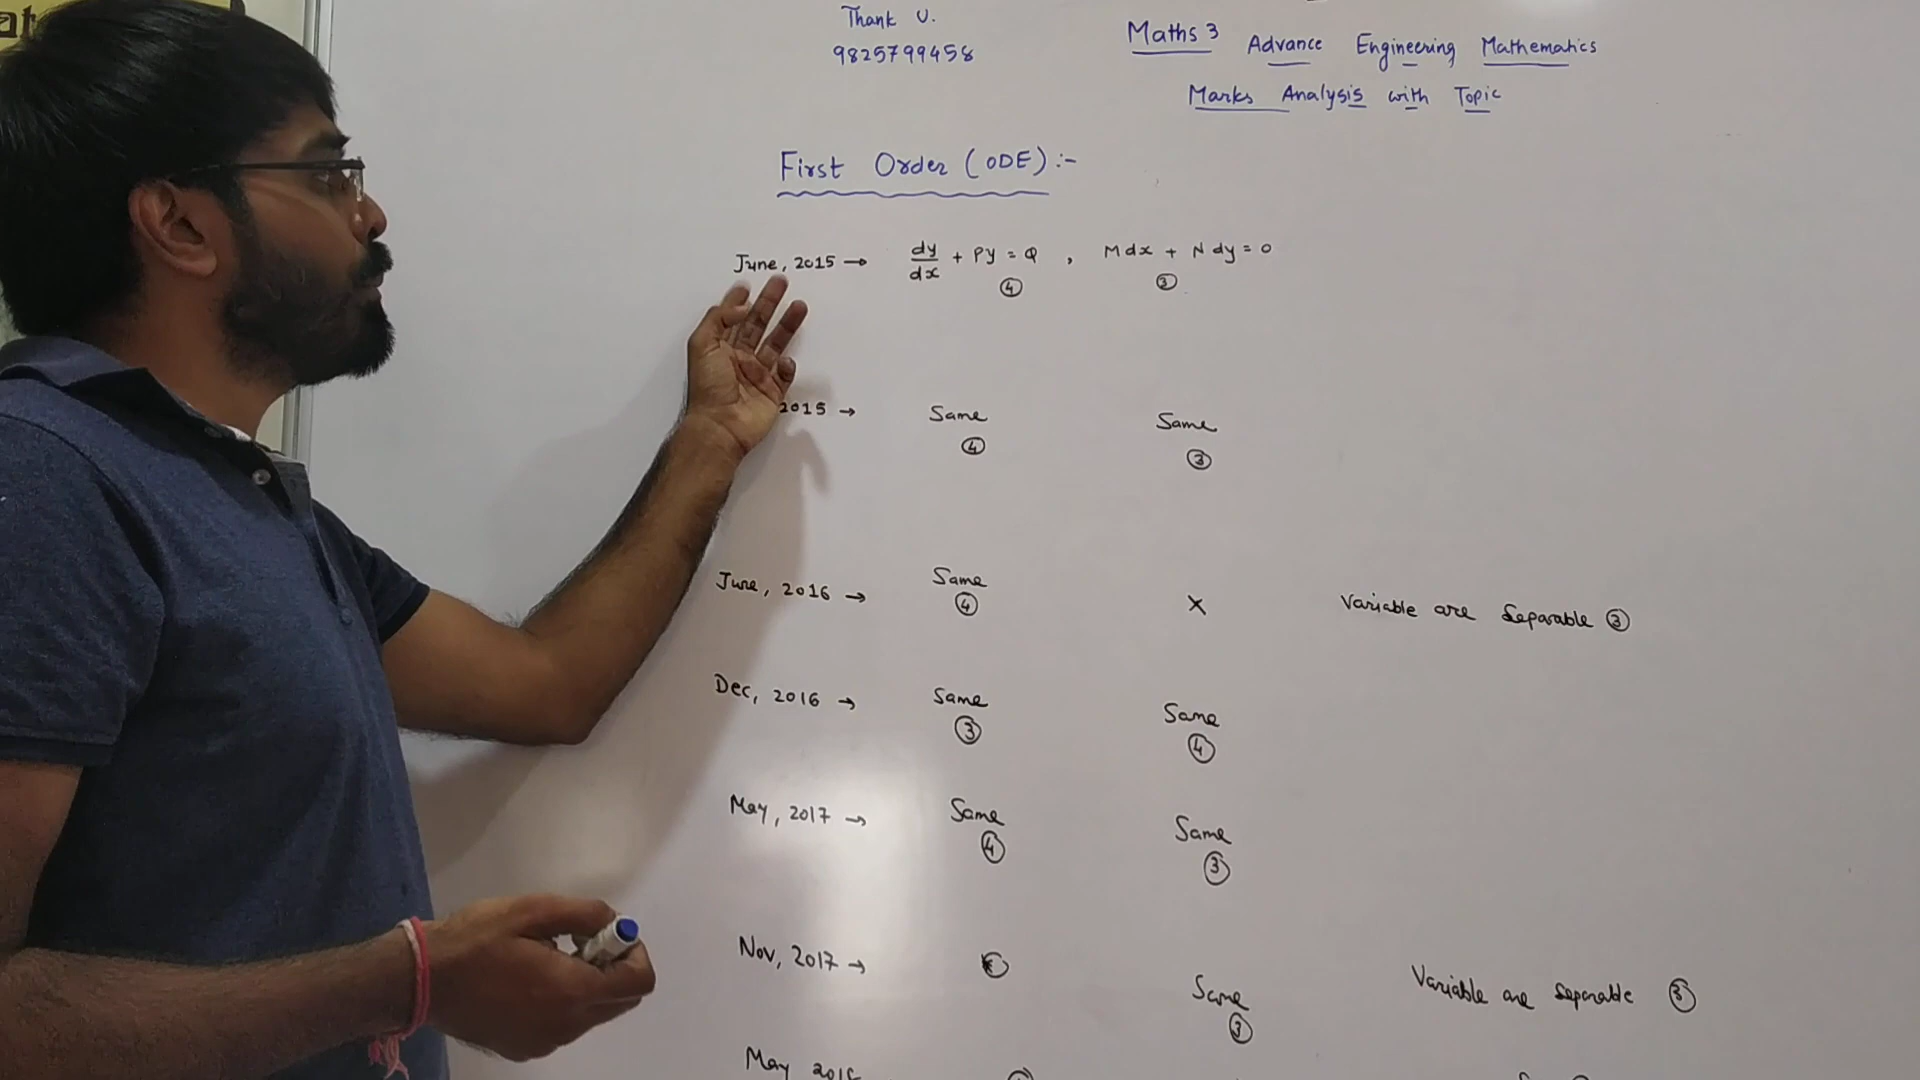 Thank U.
9825799458
Maths 3 Advance Engineering Mathematics
Marks Analysis with Topic
First Order (ODE) :-
June, 2015 → dy/dx + Py = Q , Mdx + Ndy = 0
④ ③
2015 → Same Same
④ ③
June, 2016 → Same × Variable are Separable ③
④
Dec, 2016 → Same Same
③ ④
May, 2017 → Same Same
④ ③
Nov, 2017 → Same Variable are Separable ③
③
May